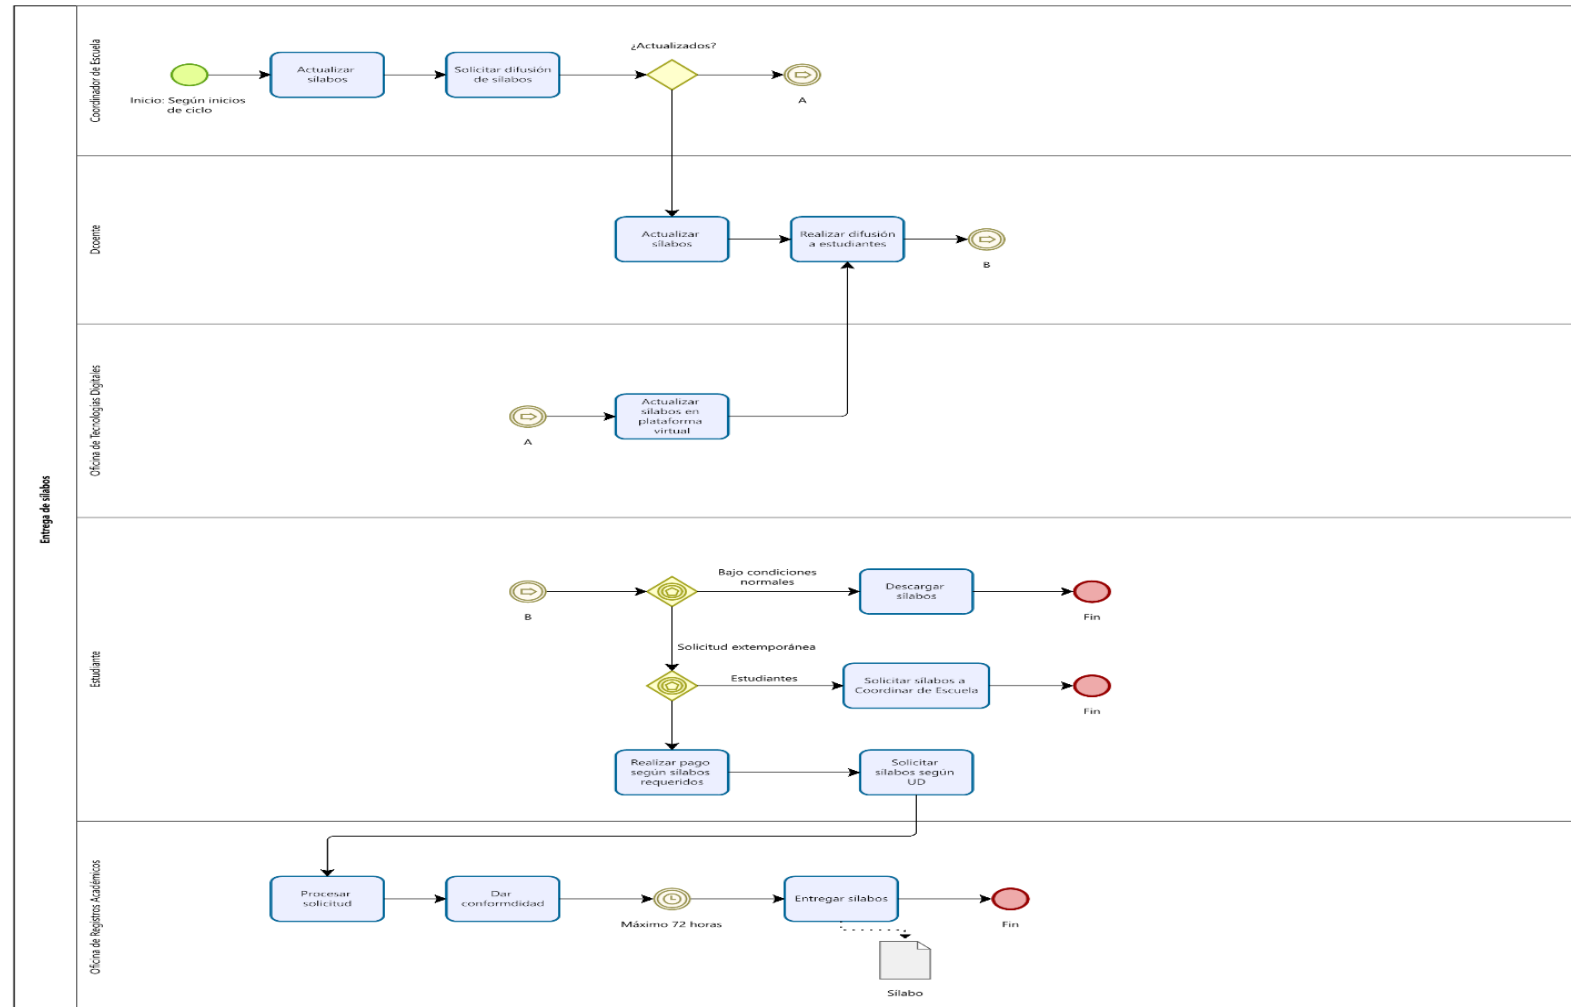 Entrega de sílabos
Coordinador de Escuela
Inicio: Según inicios
de ciclo
Actualizar
sílabos
Solicitar difusión
de sílabos
¿Actualizados?
A
Dcoente
Actualizar
sílabos
Realizar difusión
a estudiantes
B
Oficina de Tecnologías Digitales
A
Actualizar
sílabos en
plataforma
virtual
Estudiante
B
Bajo condiciones
normales
Descargar
sílabos
Fin
Solicitud extemporánea
Estudiantes
Solicitar sílabos a
Coordinar de Escuela
Fin
Realizar pago
según sílabos
requeridos
Solicitar
sílabos según
UD
Oficina de Registros Académicos
Procesar
solicitud
Dar
conformdidad
Máximo 72 horas
Entregar sílabos
Fin
Sílabo